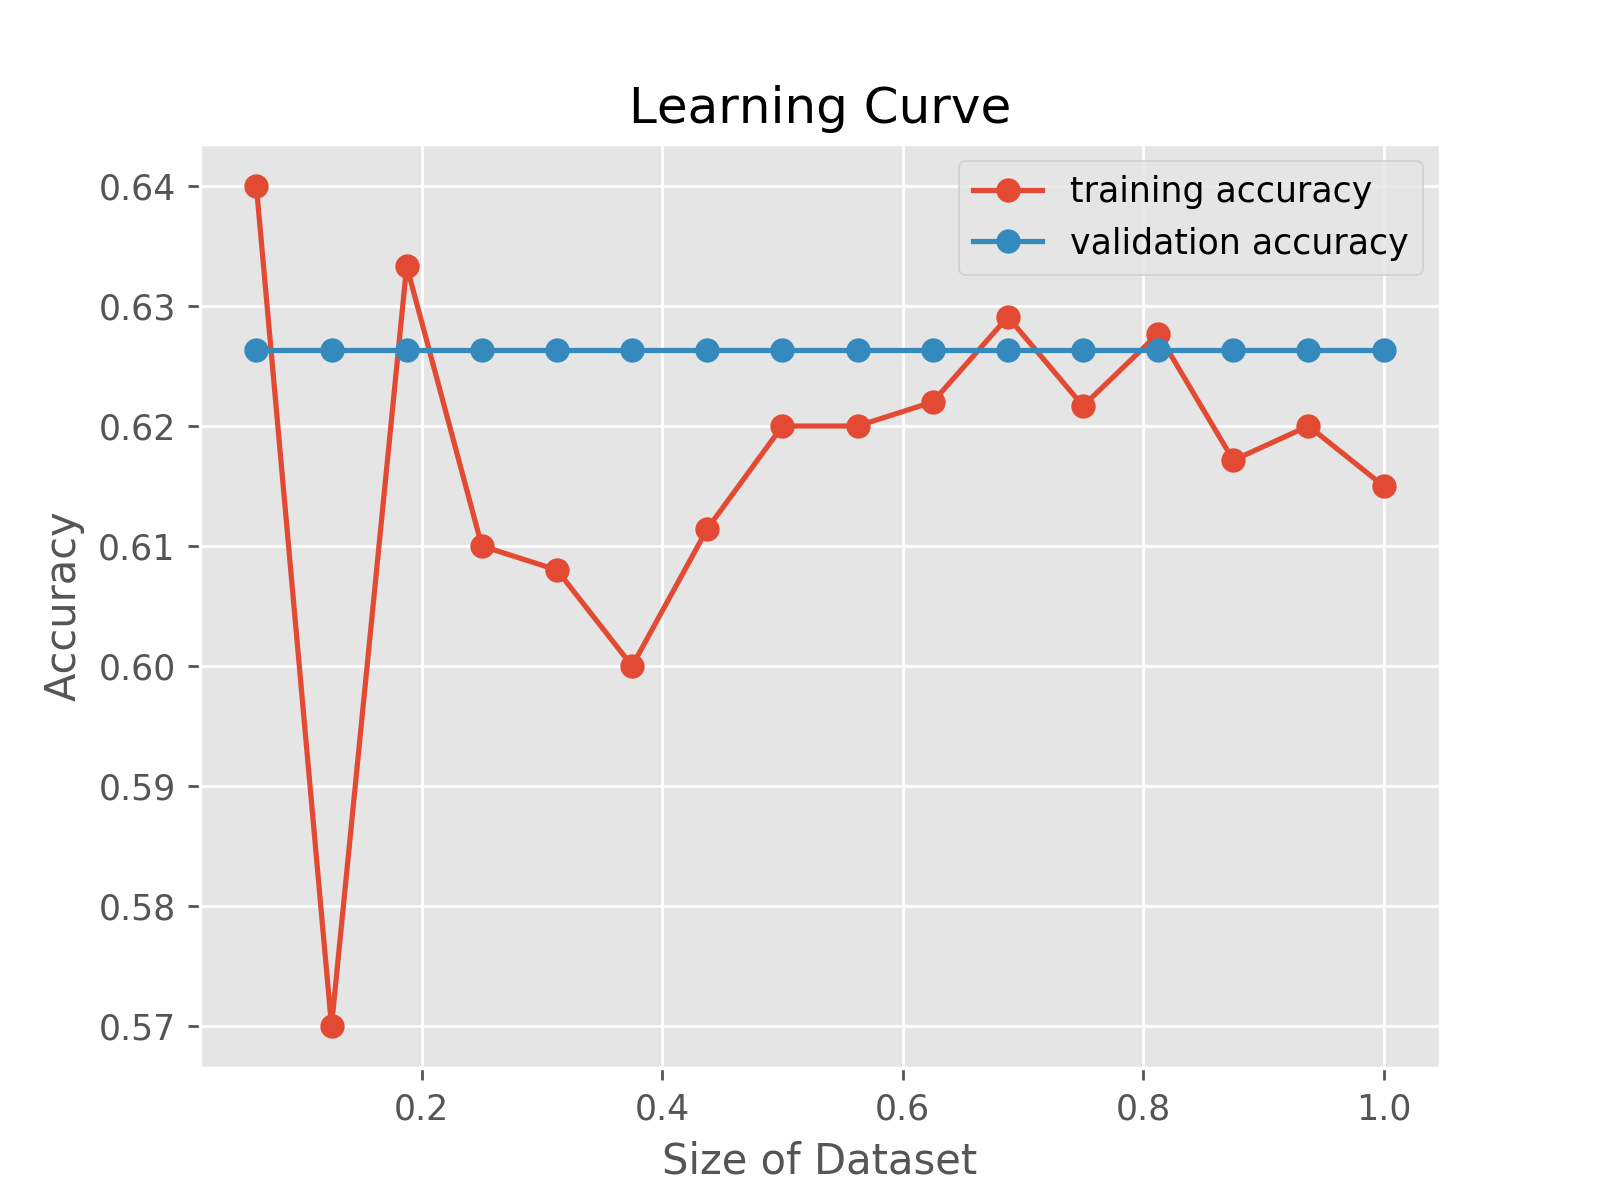 Learning Curve
training accuracy
validation accuracy
0.64
0.63
0.62
0.61
0.60
0.59
0.58
0.57
Accuracy
0.2 0.4 0.6 0.8 1.0
Size of Dataset